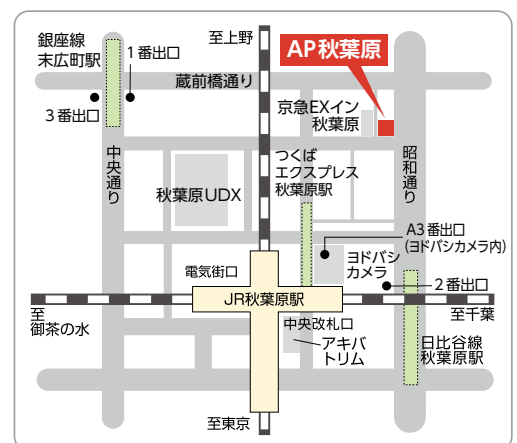 銀座線
末広町駅
1番出口
3番出口
至上野
蔵前橋通り
AP秋葉原
京急EXイン
秋葉原
中央通り
昭和通り
つくば
エクスプレス
秋葉原駅
秋葉原UDX
A3番出口
(ヨドバシカメラ内)
ヨドバシ
カメラ
電気街口
2番出口
JR秋葉原駅
至
御茶の水
至千葉
中央改札口
アキバ
トリム
日比谷線
秋葉原駅
至東京